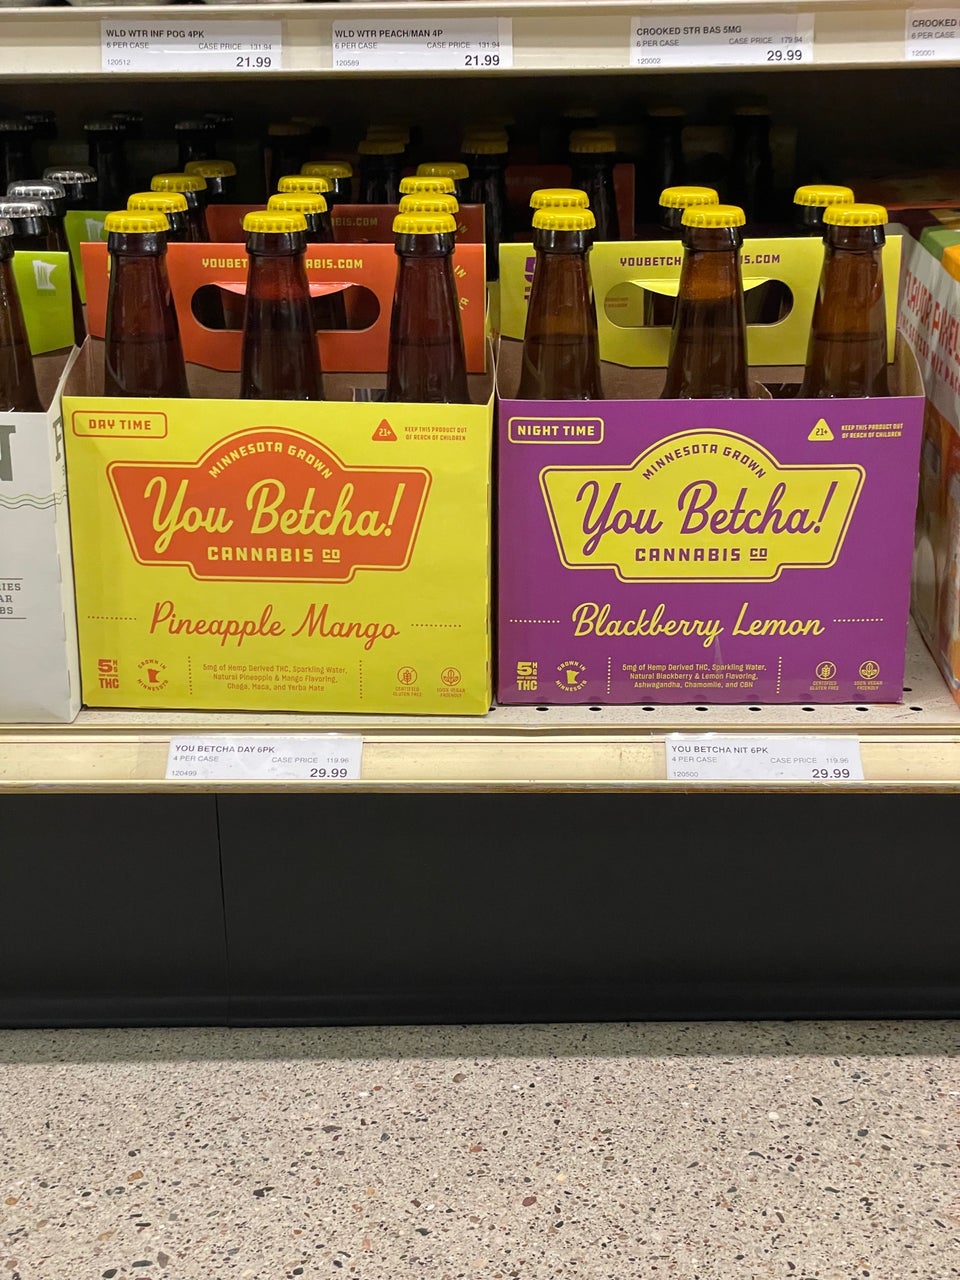 WLD WTR INF POG 4PK
6 PER CASE CASE PRICE 131.94
120512 21.99
WLD WTR PEACH/MAN 4P
6 PER CASE CASE PRICE 131.94
120589 21.99
CROOKED STR BAS 5MG
6 PER CASE CASE PRICE 179.94
120002 29.99
CROOKED
6 PER CASE
120001
DAY TIME
21+
KEEP THIS PRODUCT OUT
OF REACH OF CHILDREN
MINNESOTA GROWN
You Betcha!
CANNABIS CO
Pineapple Mango
5MG
THC
GROWN IN
MINNESOTA
5mg of Hemp Derived THC, Sparkling Water,
Natural Pineapple & Mango Flavoring,
Chaga, Maca, and Yerba Mate
CERTIFIED
GLUTEN FREE
100% VEGAN
FRIENDLY
NIGHT TIME
21+
KEEP THIS PRODUCT OUT
OF REACH OF CHILDREN
MINNESOTA GROWN
You Betcha!
CANNABIS CO
Blackberry Lemon
5MG
THC
GROWN IN
MINNESOTA
5mg of Hemp Derived THC, Sparkling Water,
Natural Blackberry & Lemon Flavoring,
Ashwagandha, Chamomile, and CBN
CERTIFIED
GLUTEN FREE
100% VEGAN
FRIENDLY
YOU BETCHA DAY 6PK
4 PER CASE CASE PRICE 119.96
120499 29.99
YOU BETCHA NIT 6PK
4 PER CASE CASE PRICE 119.96
120500 29.99